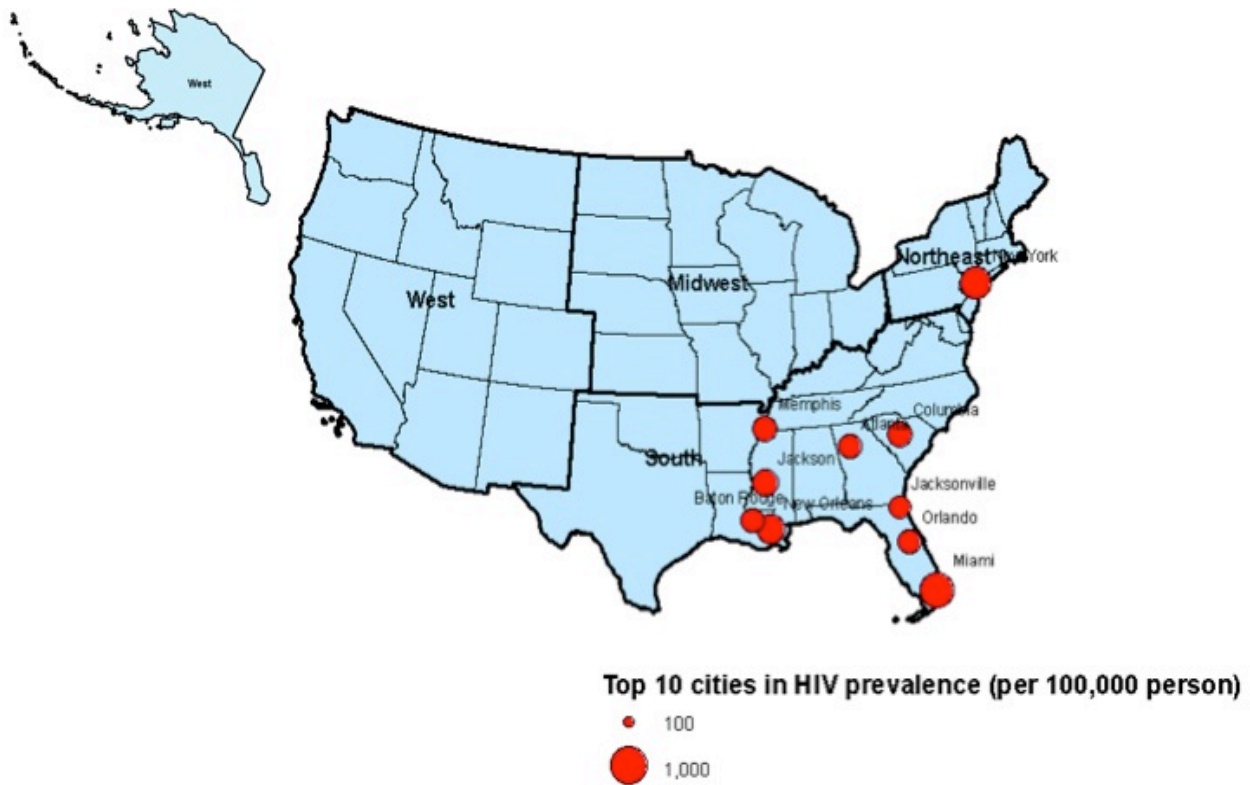 West
Northeast
New York
Midwest
West
Memphis
Columbia
Atlanta
South
Jackson
Jacksonville
Baton Rouge
New Orleans
Orlando
Miami
Top 10 cities in HIV prevalence (per 100,000 person)
100
1,000